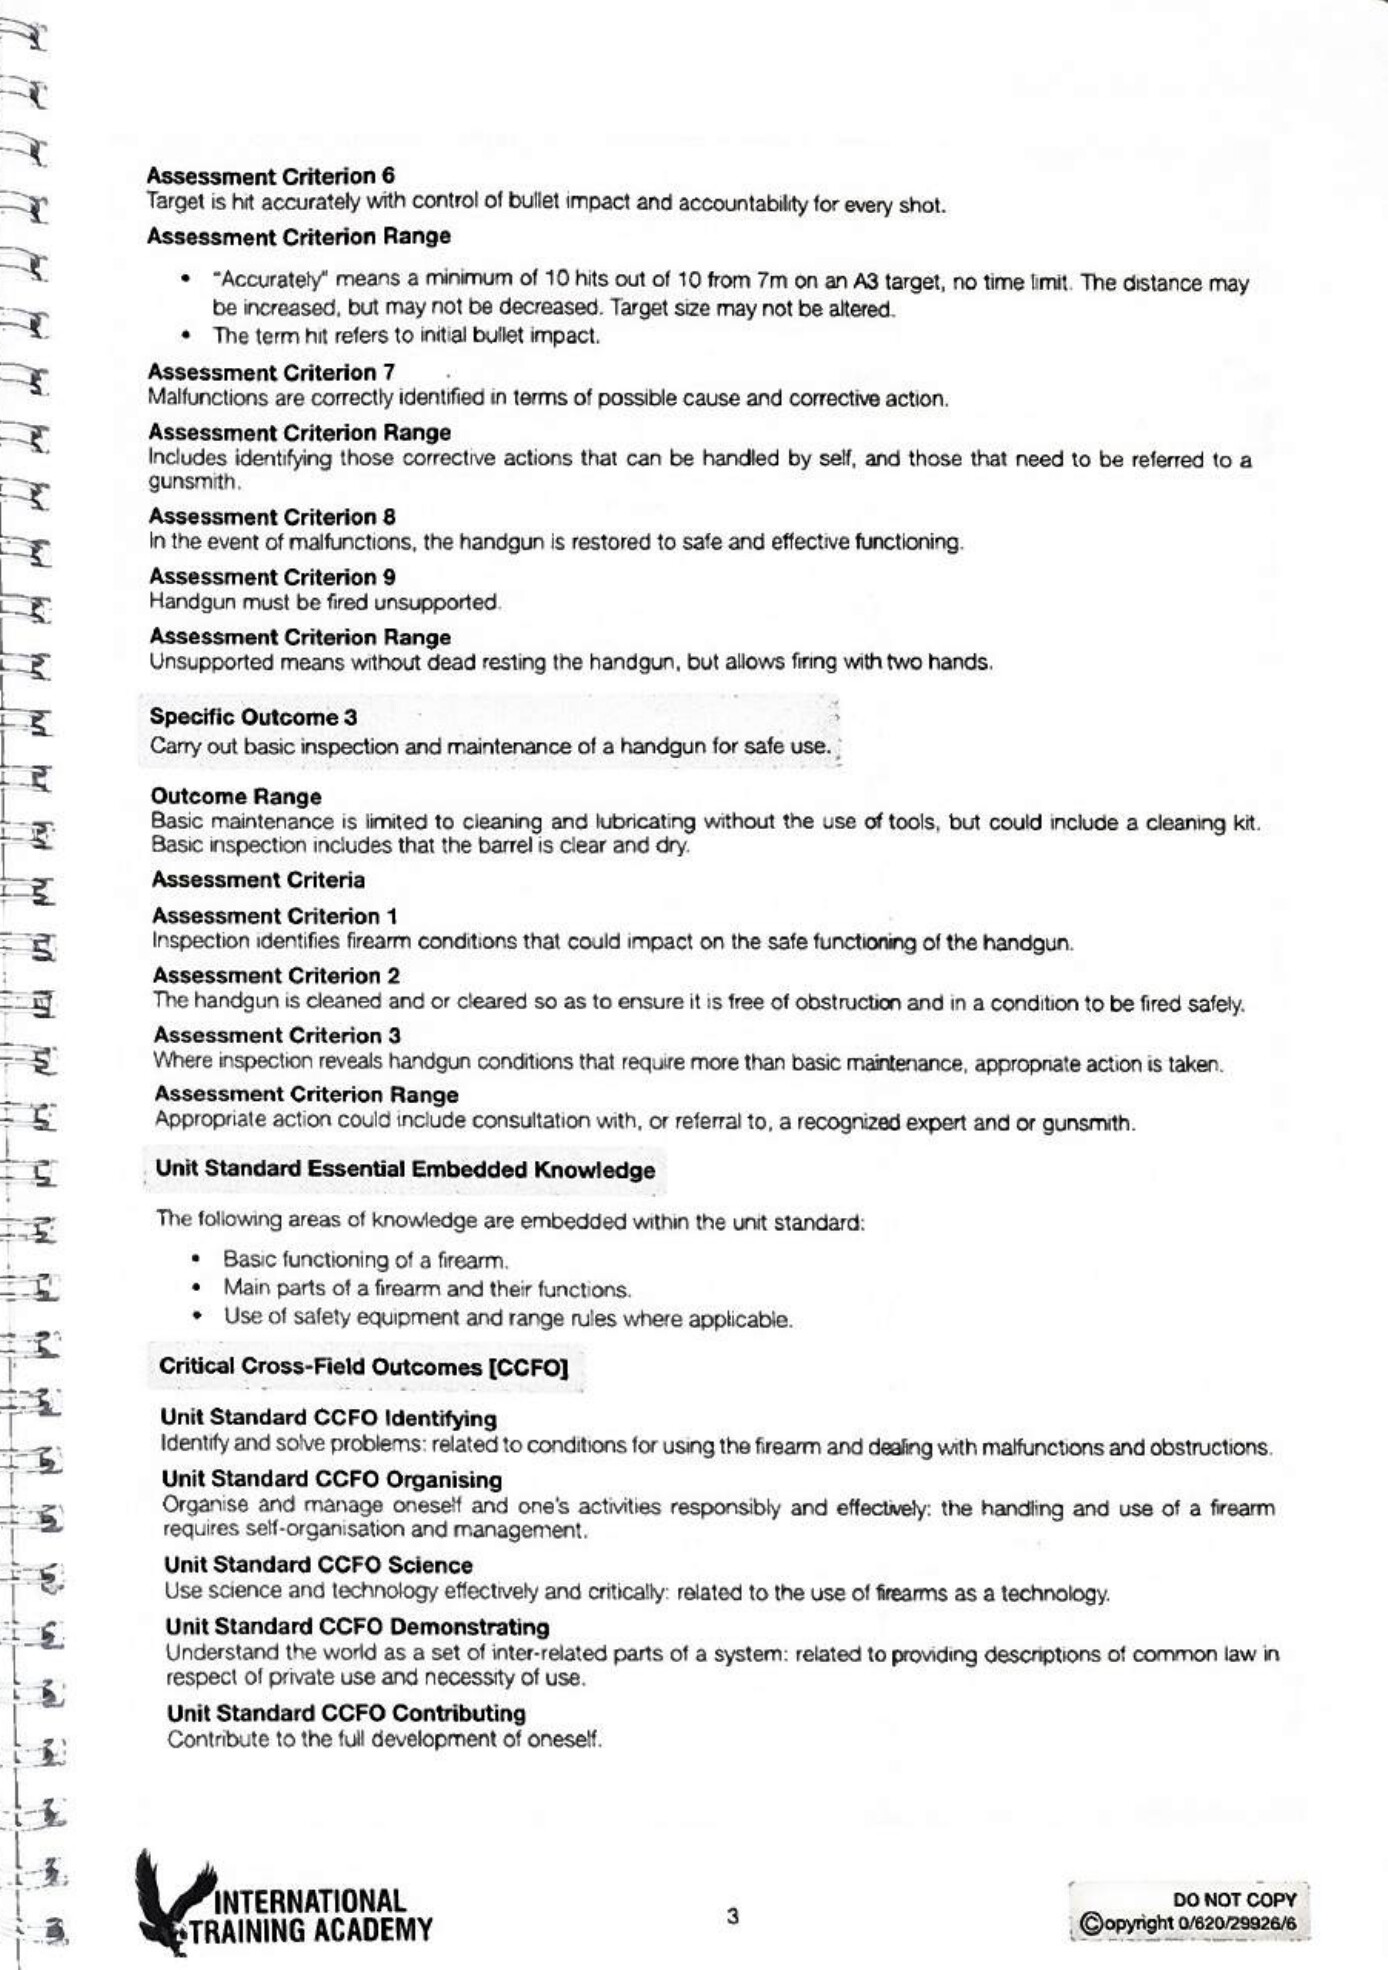 Assessment Criterion 6
Target is hit accurately with control of bullet impact and accountability for every shot.
Assessment Criterion Range
• "Accurately" means a minimum of 10 hits out of 10 from 7m on an A3 target, no time limit. The distance may
be increased, but may not be decreased. Target size may not be altered.
• The term hit refers to initial bullet impact.
Assessment Criterion 7
Malfunctions are correctly identified in terms of possible cause and corrective action.
Assessment Criterion Range
Includes identifying those corrective actions that can be handled by self, and those that need to be referred to a
gunsmith.
Assessment Criterion 8
In the event of malfunctions, the handgun is restored to safe and effective functioning.
Assessment Criterion 9
Handgun must be fired unsupported.
Assessment Criterion Range
Unsupported means without dead resting the handgun, but allows firing with two hands.
Specific Outcome 3
Carry out basic inspection and maintenance of a handgun for safe use.
Outcome Range
Basic maintenance is limited to cleaning and lubricating without the use of tools, but could include a cleaning kit.
Basic inspection includes that the barrel is clear and dry.
Assessment Criteria
Assessment Criterion 1
Inspection identifies firearm conditions that could impact on the safe functioning of the handgun.
Assessment Criterion 2
The handgun is cleaned and or cleared so as to ensure it is free of obstruction and in a condition to be fired safely.
Assessment Criterion 3
Where inspection reveals handgun conditions that require more than basic maintenance, appropriate action is taken.
Assessment Criterion Range
Appropriate action could include consultation with, or referral to, a recognized expert and or gunsmith.
Unit Standard Essential Embedded Knowledge
The following areas of knowledge are embedded within the unit standard:
• Basic functioning of a firearm.
• Main parts of a firearm and their functions.
• Use of safety equipment and range rules where applicable.
Critical Cross-Field Outcomes [CCFO]
Unit Standard CCFO Identifying
Identify and solve problems: related to conditions for using the firearm and dealing with malfunctions and obstructions.
Unit Standard CCFO Organising
Organise and manage oneself and one's activities responsibly and effectively: the handling and use of a firearm
requires self-organisation and management.
Unit Standard CCFO Science
Use science and technology effectively and critically: related to the use of firearms as a technology.
Unit Standard CCFO Demonstrating
Understand the world as a set of inter-related parts of a system: related to providing descriptions of common law in
respect of private use and necessity of use.
Unit Standard CCFO Contributing
Contribute to the full development of oneself.
INTERNATIONAL
TRAINING ACADEMY
3
DO NOT COPY
©opyright 0/620/29926/6